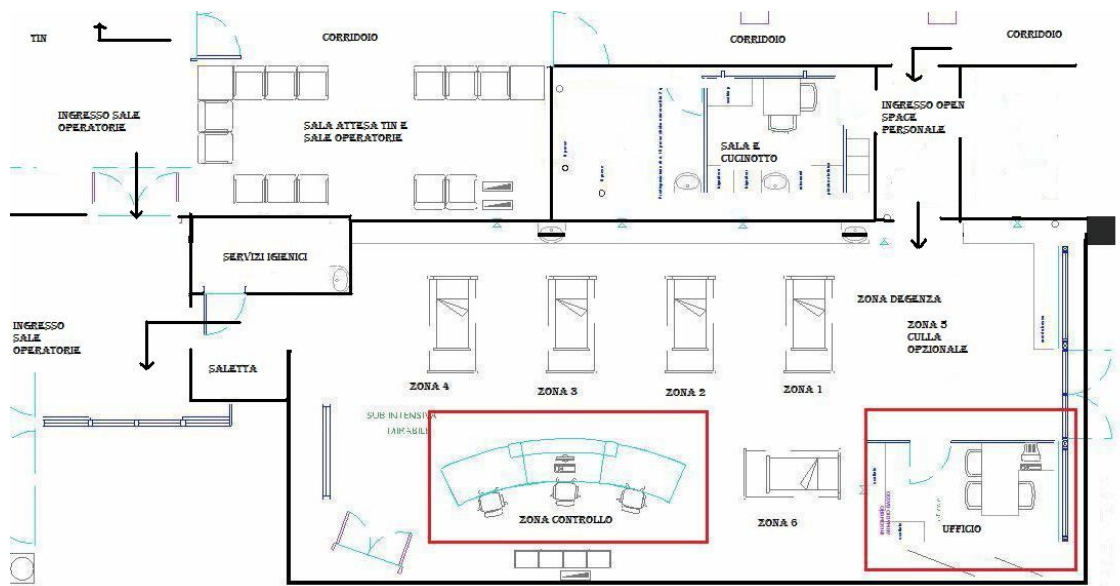 TIN
CORRIDOIO
CORRIDOIO
CORRIDOIO
INGRESSO SALE
OPERATORIE
SALA ATTESA TIN E
SALE OPERATORIE
SALA E
CUCINOTTO
INGRESSO OPEN
SPACE
PERSONALE
SERVIZI IGIENICI
ZONA DEGENZA
INGRESSO
SALE
OPERATORIE
ZONA 5
CULLA
OPZIONALE
SALETTA
ZONA 4
ZONA 3
ZONA 2
ZONA 1
SUB INTENSIVA
ZONA CONTROLLO
ZONA 6
UFFICIO